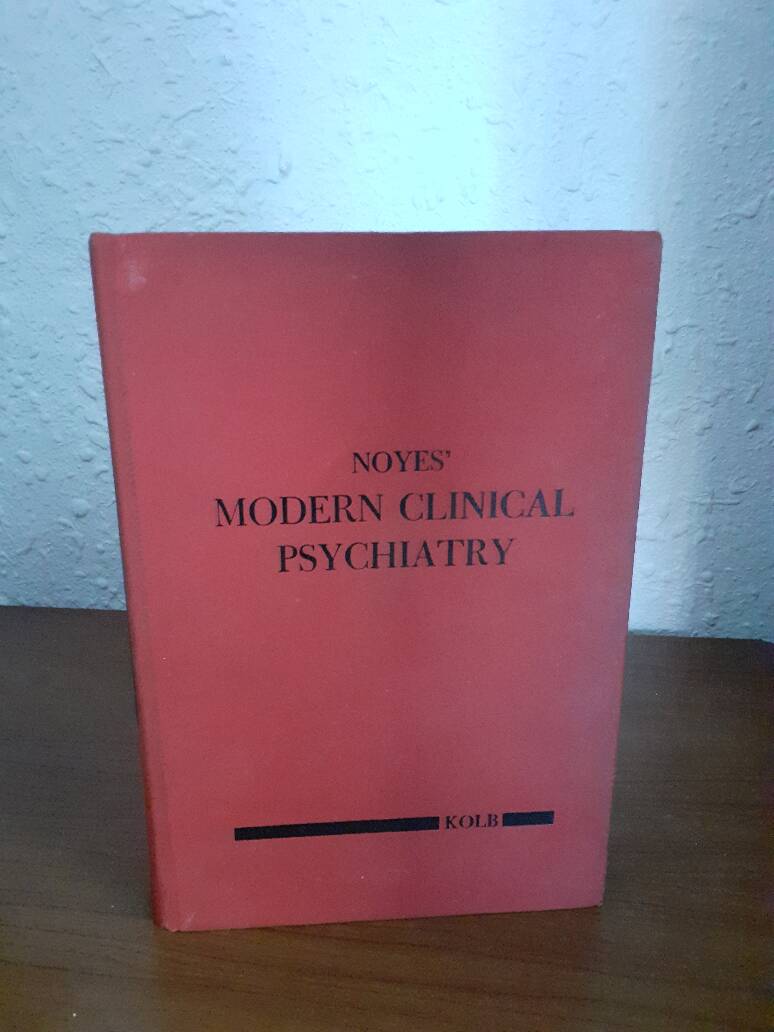 NOYES'
MODERN CLINICAL
PSYCHIATRY
KOLB